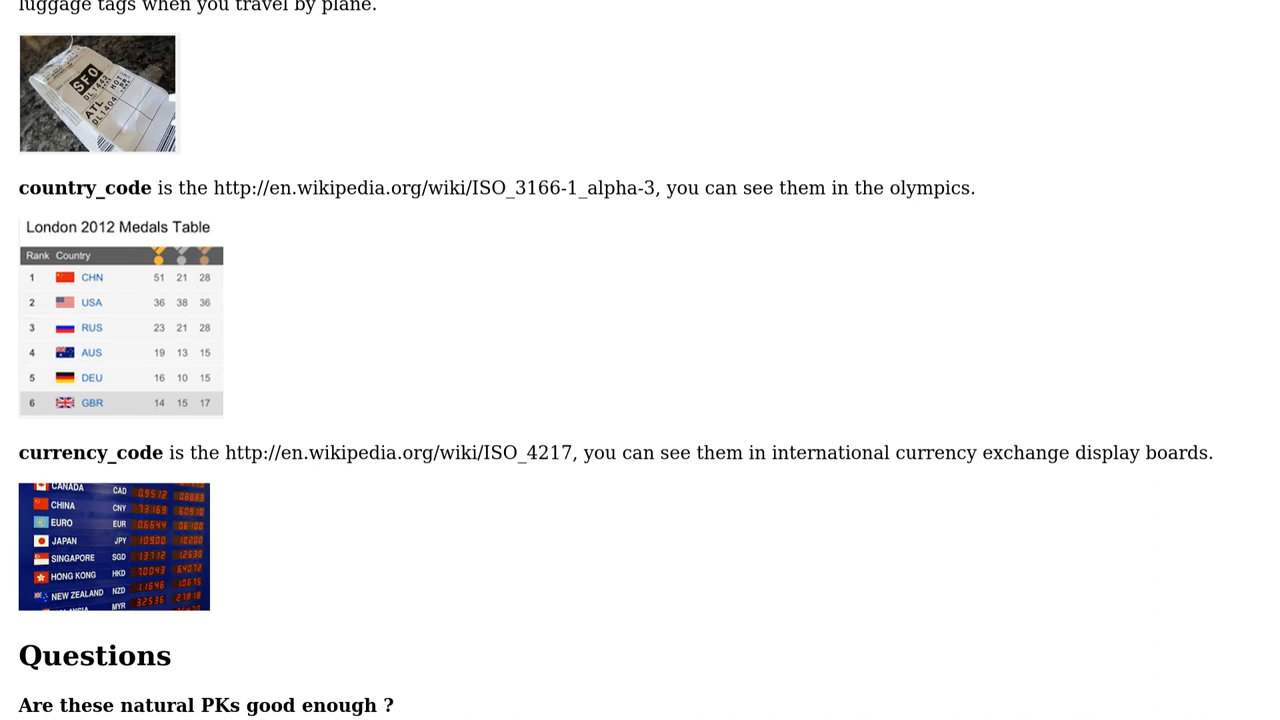 luggage tags when you travel by plane.
SFO
DL1443
ATL
DL1404
country_code is the http://en.wikipedia.org/wiki/ISO_3166-1_alpha-3, you can see them in the olympics.
London 2012 Medals Table
Rank Country
1 CHN 51 21 28
2 USA 36 38 36
3 RUS 23 21 28
4 AUS 19 13 15
5 DEU 16 10 15
6 GBR 14 15 17
currency_code is the http://en.wikipedia.org/wiki/ISO_4217, you can see them in international currency exchange display boards.
CANADA CAD
CHINA CNY
EURO EUR
JAPAN JPY
SINGAPORE SGD
HONG KONG HKD
NEW ZEALAND NZD
MYR
Questions
Are these natural PKs good enough ?